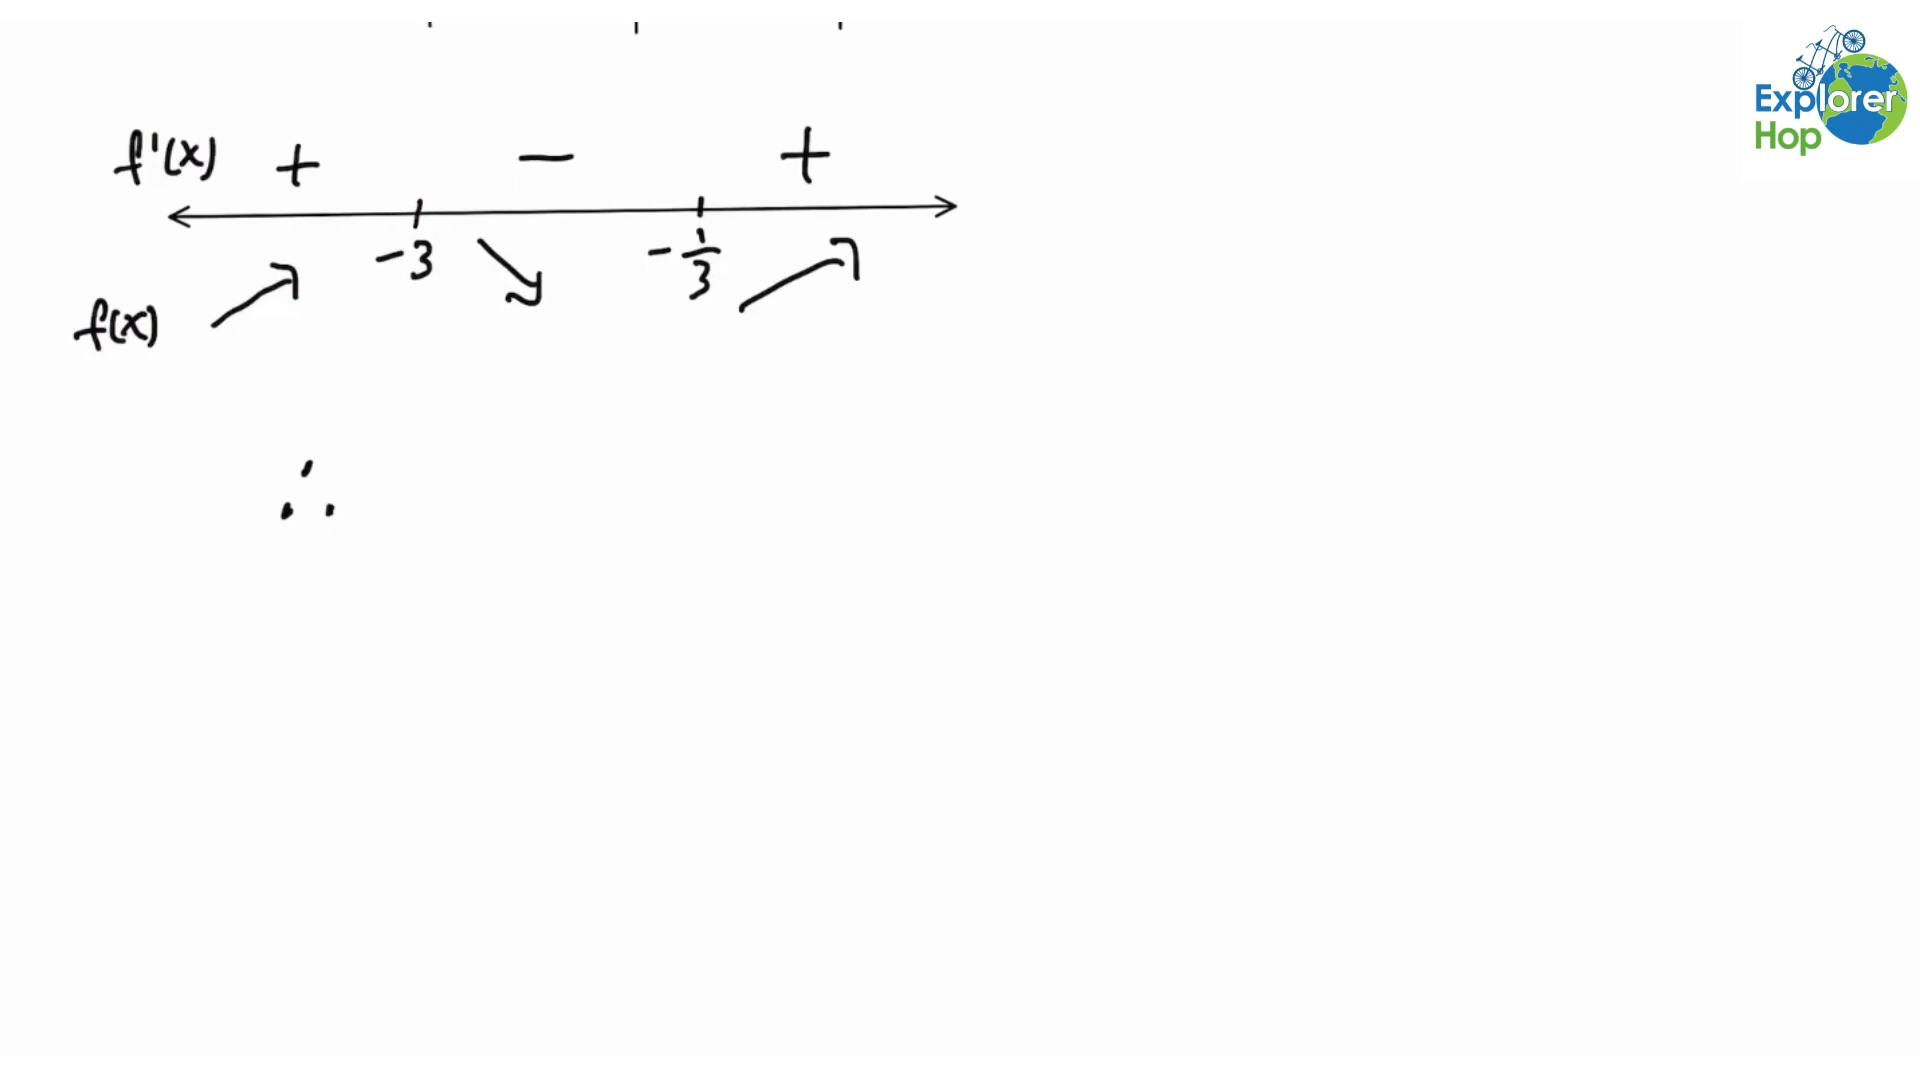 Explorer
Hop
f'(x) + − +
-3 -1/3
f(x)
∴